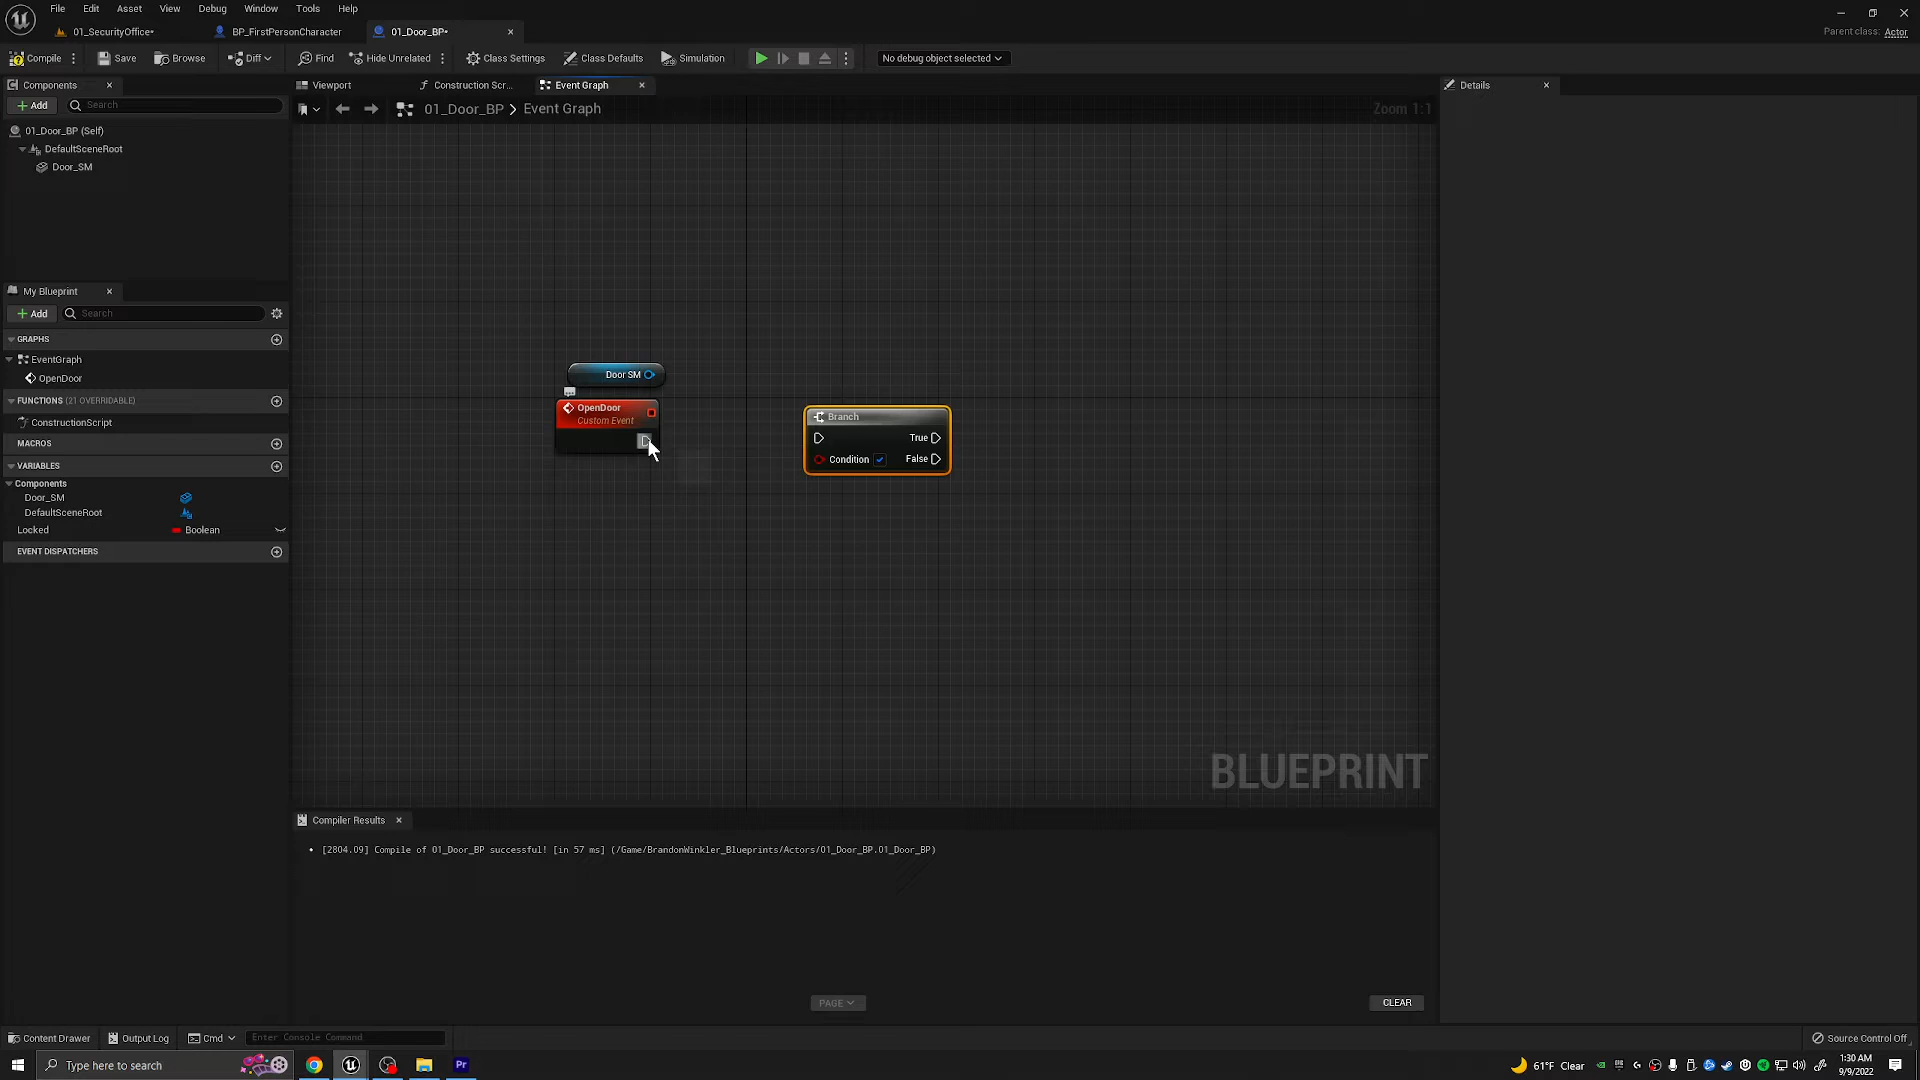 File Edit Asset View Debug Window Tools Help
01_SecurityOffice*
BP_FirstPersonCharacter
01_Door_BP*
Parent class: Actor
Compile
Save
Browse
Diff
Find
Hide Unrelated
Class Settings
Class Defaults
Simulation
No debug object selected
Components
Viewport
Construction Scr...
Event Graph
Details
Add
Search
01_Door_BP > Event Graph
Zoom 1:1
01_Door_BP (Self)
DefaultSceneRoot
Door_SM
My Blueprint
Add
Search
GRAPHS
EventGraph
OpenDoor
FUNCTIONS (21 OVERRIDABLE)
ConstructionScript
MACROS
VARIABLES
Components
Door_SM
DefaultSceneRoot
Locked
Boolean
EVENT DISPATCHERS
Door SM
OpenDoor
Custom Event
Branch
True
Condition
False
BLUEPRINT
Compiler Results
[2804.09] Compile of 01_Door_BP successful! [in 57 ms] (/Game/BrandonWinkler_Blueprints/Actors/01_Door_BP.01_Door_BP)
PAGE
CLEAR
Content Drawer
Output Log
Cmd
Enter Console Command
Source Control Off
Type here to search
Pr
61°F Clear
1:30 AM
9/9/2022